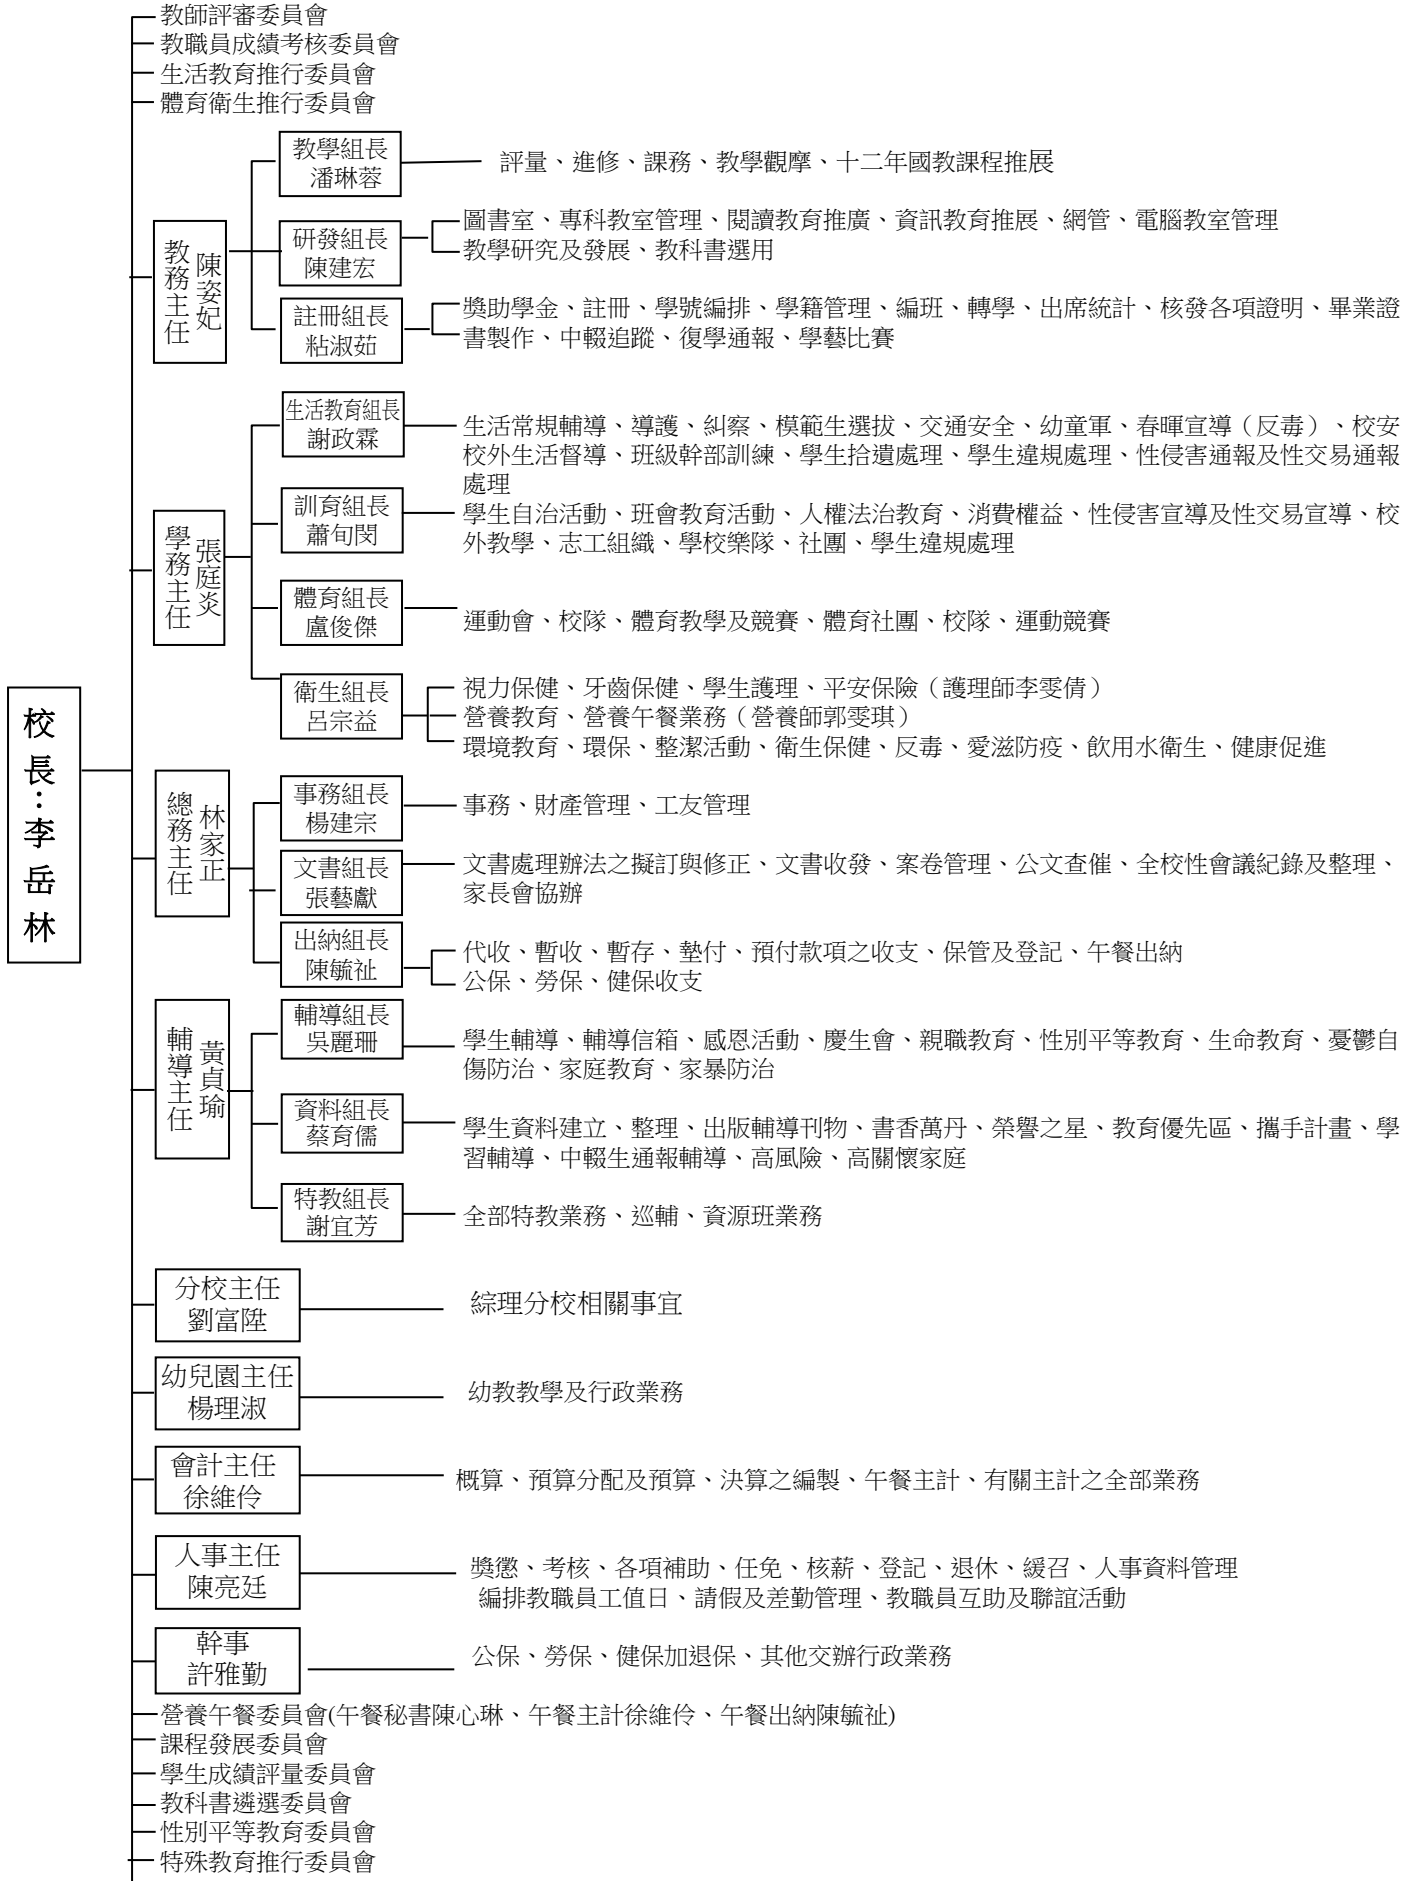 教師評審委員會
教職員成績考核委員會
生活教育推行委員會
體育衛生推行委員會
校長：李岳林
教務主任
陳姿妃
教學組長
潘琳蓉
評量、進修、課務、教學觀摩、十二年國教課程推展
研發組長
陳建宏
圖書室、專科教室管理、閱讀教育推廣、資訊教育推展、網管、電腦教室管理
教學研究及發展、教科書選用
註冊組長
粘淑茹
獎助學金、註冊、學號編排、學籍管理、編班、轉學、出席統計、核發各項證明、畢業證
書製作、中輟追蹤、復學通報、學藝比賽
學務主任
張庭炎
生活教育組長
謝政霖
生活常規輔導、導護、糾察、模範生選拔、交通安全、幼童軍、春暉宣導（反毒）、校安
校外生活督導、班級幹部訓練、學生拾遺處理、學生違規處理、性侵害通報及性交易通報
處理
訓育組長
蕭旬閔
學生自治活動、班會教育活動、人權法治教育、消費權益、性侵害宣導及性交易宣導、校
外教學、志工組織、學校樂隊、社團、學生違規處理
體育組長
盧俊傑
運動會、校隊、體育教學及競賽、體育社團、校隊、運動競賽
衛生組長
呂宗益
視力保健、牙齒保健、學生護理、平安保險（護理師李雯倩）
營養教育、營養午餐業務（營養師郭雯琪）
環境教育、環保、整潔活動、衛生保健、反毒、愛滋防疫、飲用水衛生、健康促進
總務主任
林家正
事務組長
楊建宗
事務、財產管理、工友管理
文書組長
張藝獻
文書處理辦法之擬訂與修正、文書收發、案卷管理、公文查催、全校性會議紀錄及整理、
家長會協辦
出納組長
陳毓祉
代收、暫收、暫存、墊付、預付款項之收支、保管及登記、午餐出納
公保、勞保、健保收支
輔導主任
黃貞瑜
輔導組長
吳麗珊
學生輔導、輔導信箱、感恩活動、慶生會、親職教育、性別平等教育、生命教育、憂鬱自
傷防治、家庭教育、家暴防治
資料組長
蔡育儒
學生資料建立、整理、出版輔導刊物、書香萬丹、榮譽之星、教育優先區、攜手計畫、學
習輔導、中輟生通報輔導、高風險、高關懷家庭
特教組長
謝宜芳
全部特教業務、巡輔、資源班業務
分校主任
劉富陞
綜理分校相關事宜
幼兒園主任
楊理淑
幼教教學及行政業務
會計主任
徐維伶
概算、預算分配及預算、決算之編製、午餐主計、有關主計之全部業務
人事主任
陳亮廷
獎懲、考核、各項補助、任免、核薪、登記、退休、緩召、人事資料管理
編排教職員工值日、請假及差勤管理、教職員互助及聯誼活動
幹事
許雅勤
公保、勞保、健保加退保、其他交辦行政業務
營養午餐委員會(午餐秘書陳心琳、午餐主計徐維伶、午餐出納陳毓祉)
課程發展委員會
學生成績評量委員會
教科書遴選委員會
性別平等教育委員會
特殊教育推行委員會